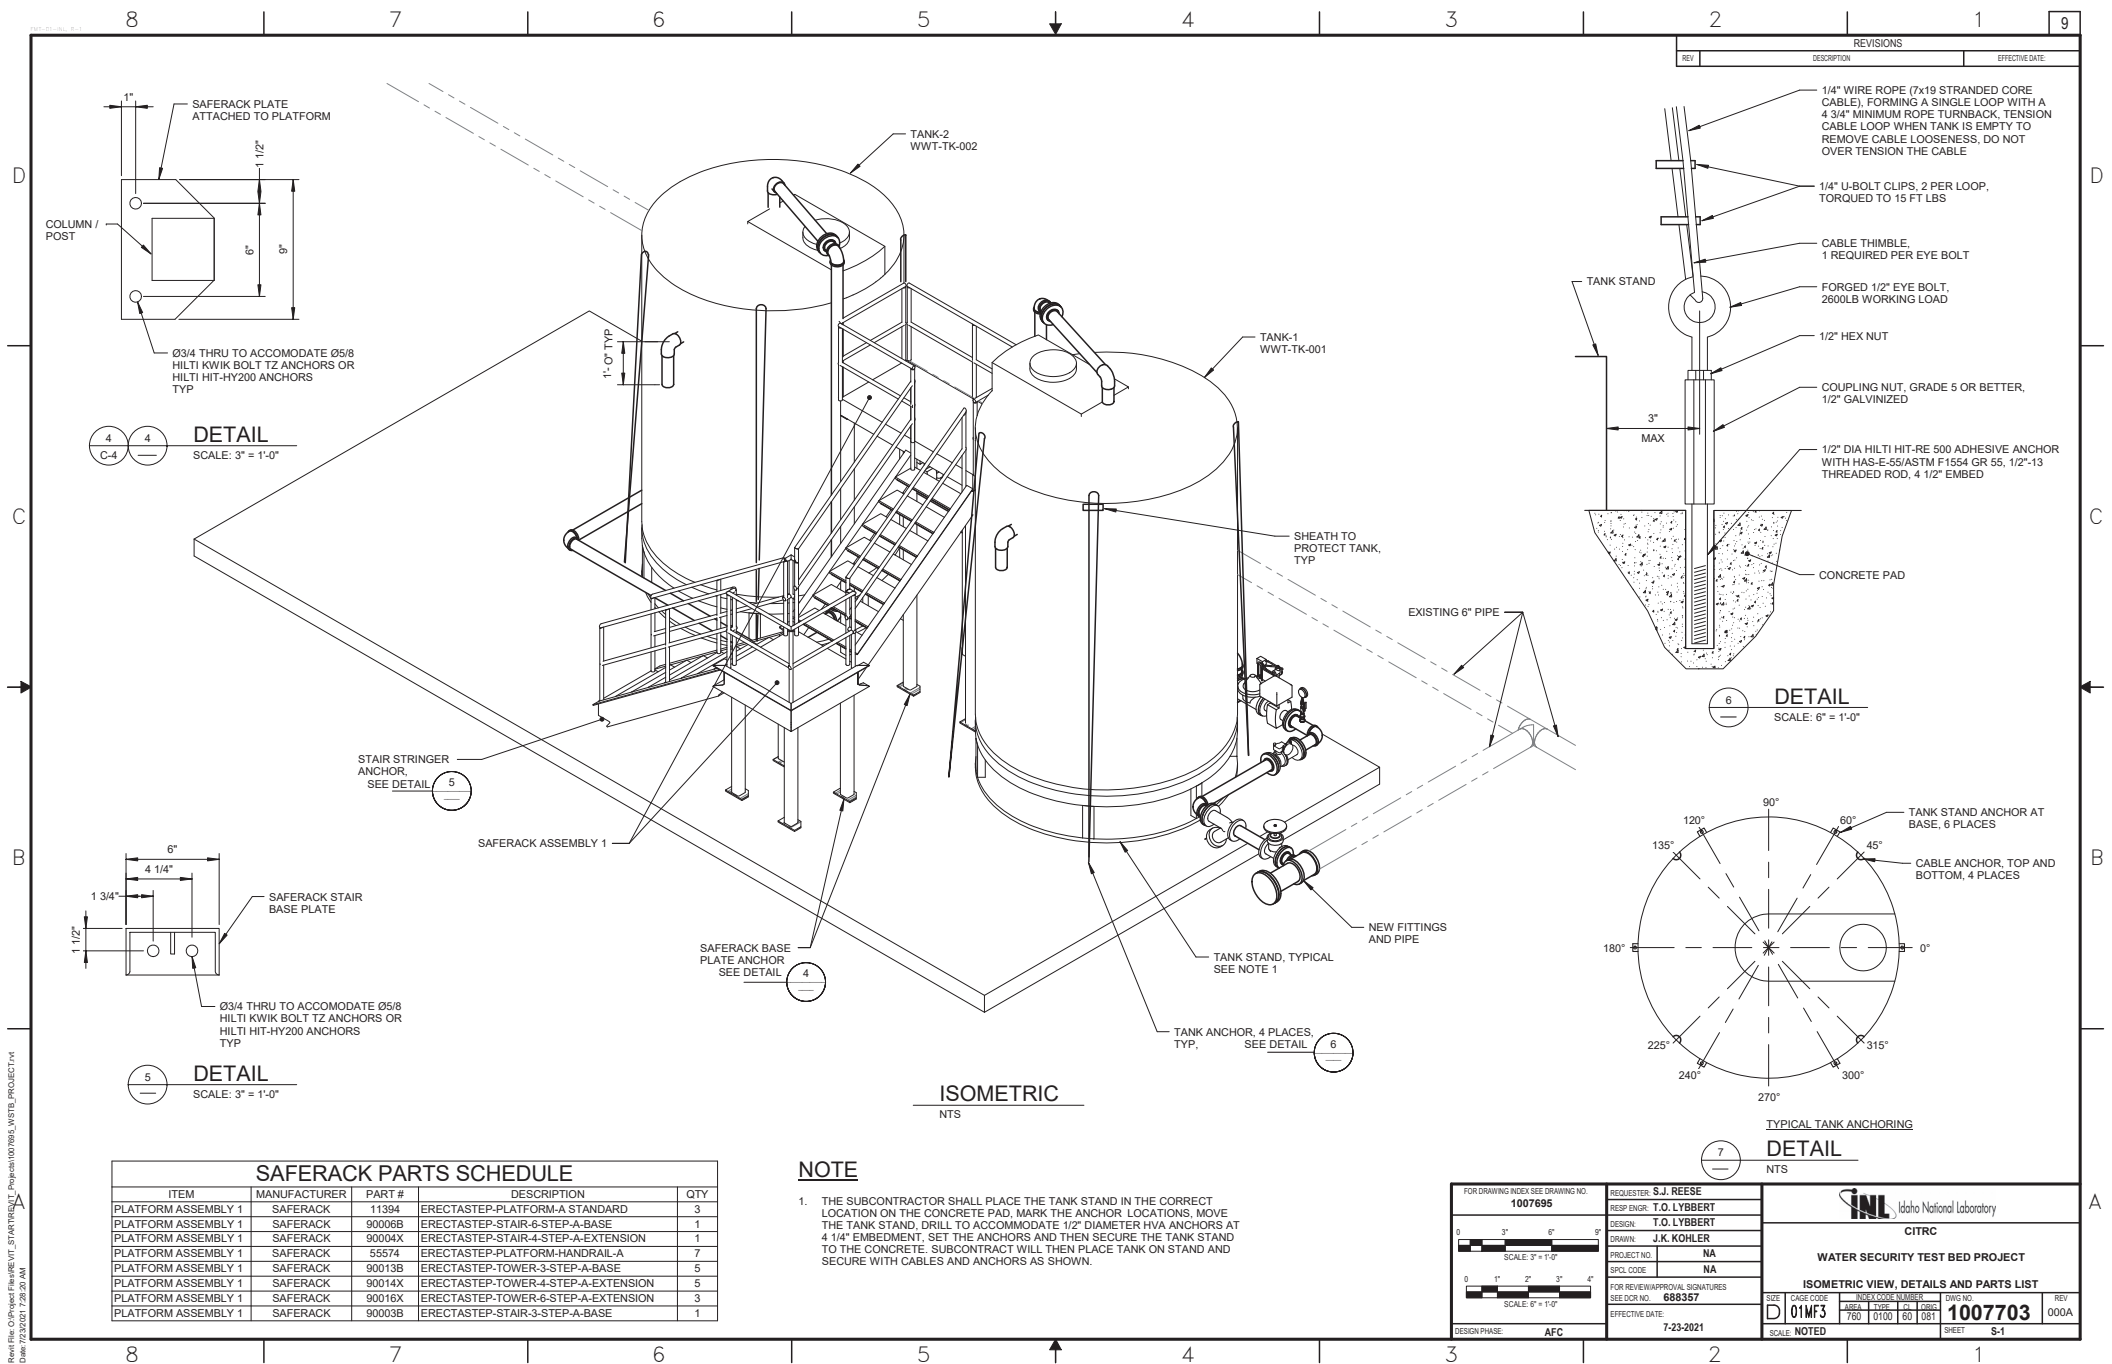 8 7 6 5 4 3 2 1 9
REVISIONS
REV DESCRIPTION EFFECTIVE DATE:
D
C
B
A
D
C
B
A
1"
SAFERACK PLATE
ATTACHED TO PLATFORM
1 1/2"
6"
9"
COLUMN /
POST
Ø3/4 THRU TO ACCOMODATE Ø5/8
HILTI KWIK BOLT TZ ANCHORS OR
HILTI HIT-HY200 ANCHORS
TYP
4 4 DETAIL
C-4 — SCALE: 3" = 1'-0"
TANK-2
WWT-TK-002
1'- O" TYP
TANK-1
WWT-TK-001
SHEATH TO
PROTECT TANK,
TYP
EXISTING 6" PIPE
STAIR STRINGER
ANCHOR,
SEE DETAIL 5
—
SAFERACK ASSEMBLY 1
SAFERACK BASE
PLATE ANCHOR
SEE DETAIL 4
—
NEW FITTINGS
AND PIPE
TANK STAND, TYPICAL
SEE NOTE 1
TANK ANCHOR, 4 PLACES,
TYP, SEE DETAIL 6
—
ISOMETRIC
NTS
6"
4 1/4"
1 3/4"
1 1/2"
SAFERACK STAIR
BASE PLATE
Ø3/4 THRU TO ACCOMODATE Ø5/8
HILTI KWIK BOLT TZ ANCHORS OR
HILTI HIT-HY200 ANCHORS
TYP
5 DETAIL
— SCALE: 3" = 1'-0"
1/4" WIRE ROPE (7x19 STRANDED CORE
CABLE), FORMING A SINGLE LOOP WITH A
4 3/4" MINIMUM ROPE TURNBACK, TENSION
CABLE LOOP WHEN TANK IS EMPTY TO
REMOVE CABLE LOOSENESS, DO NOT
OVER TENSION THE CABLE
1/4" U-BOLT CLIPS, 2 PER LOOP,
TORQUED TO 15 FT LBS
CABLE THIMBLE,
1 REQUIRED PER EYE BOLT
TANK STAND
FORGED 1/2" EYE BOLT,
2600LB WORKING LOAD
1/2" HEX NUT
COUPLING NUT, GRADE 5 OR BETTER,
1/2" GALVINIZED
3"
MAX
1/2" DIA HILTI HIT-RE 500 ADHESIVE ANCHOR
WITH HAS-E-55/ASTM F1554 GR 55, 1/2"-13
THREADED ROD, 4 1/2" EMBED
CONCRETE PAD
6 DETAIL
— SCALE: 6" = 1'-0"
90°
120° 60°
135° 45°
180° 0°
225° 315°
240° 300°
270°
TANK STAND ANCHOR AT
BASE, 6 PLACES
CABLE ANCHOR, TOP AND
BOTTOM, 4 PLACES
TYPICAL TANK ANCHORING
7 DETAIL
— NTS
SAFERACK PARTS SCHEDULE
ITEM MANUFACTURER PART # DESCRIPTION QTY
PLATFORM ASSEMBLY 1 SAFERACK 11394 ERECTASTEP-PLATFORM-A STANDARD 3
PLATFORM ASSEMBLY 1 SAFERACK 90006B ERECTASTEP-STAIR-6-STEP-A-BASE 1
PLATFORM ASSEMBLY 1 SAFERACK 90004X ERECTASTEP-STAIR-4-STEP-A-EXTENSION 1
PLATFORM ASSEMBLY 1 SAFERACK 55574 ERECTASTEP-PLATFORM-HANDRAIL-A 7
PLATFORM ASSEMBLY 1 SAFERACK 90013B ERECTASTEP-TOWER-3-STEP-A-BASE 5
PLATFORM ASSEMBLY 1 SAFERACK 90014X ERECTASTEP-TOWER-4-STEP-A-EXTENSION 5
PLATFORM ASSEMBLY 1 SAFERACK 90016X ERECTASTEP-TOWER-6-STEP-A-EXTENSION 3
PLATFORM ASSEMBLY 1 SAFERACK 90003B ERECTASTEP-STAIR-3-STEP-A-BASE 1
NOTE
1. THE SUBCONTRACTOR SHALL PLACE THE TANK STAND IN THE CORRECT
LOCATION ON THE CONCRETE PAD, MARK THE ANCHOR LOCATIONS, MOVE
THE TANK STAND, DRILL TO ACCOMMODATE 1/2" DIAMETER HVA ANCHORS AT
4 1/4" EMBEDMENT, SET THE ANCHORS AND THEN SECURE THE TANK STAND
TO THE CONCRETE. SUBCONTRACT WILL THEN PLACE TANK ON STAND AND
SECURE WITH CABLES AND ANCHORS AS SHOWN.
FOR DRAWING INDEX SEE DRAWING NO.
1007695
0 3" 6" 9"
SCALE: 3" = 1'-0"
0 1" 2" 3" 4"
SCALE: 6" = 1'-0"
DESIGN PHASE: AFC
REQUESTER: S.J. REESE
RESP ENGR: T.O. LYBBERT
DESIGN: T.O. LYBBERT
DRAWN: J.K. KOHLER
PROJECT NO. NA
SPCL CODE NA
FOR REVIEW/APPROVAL SIGNATURES
SEE DCR NO. 688357
EFFECTIVE DATE:
7-23-2021
INL Idaho National Laboratory
CITRC
WATER SECURITY TEST BED PROJECT
ISOMETRIC VIEW, DETAILS AND PARTS LIST
SIZE CAGE CODE INDEX CODE NUMBER DWG NO. REV
D 01MF3 AREA TYPE CL ORIG 1007703 000A
760 0100 60 081
SCALE: NOTED SHEET S-1
Date: 7/23/2021 7:28:20 AM
8 7 6 5 4 3 2 1